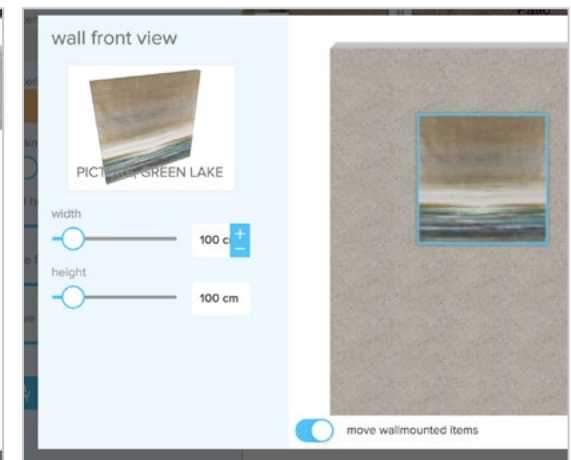 wall front view
PICTURE, GREEN LAKE
width
100 c
+
−
height
100 cm
move wallmounted items